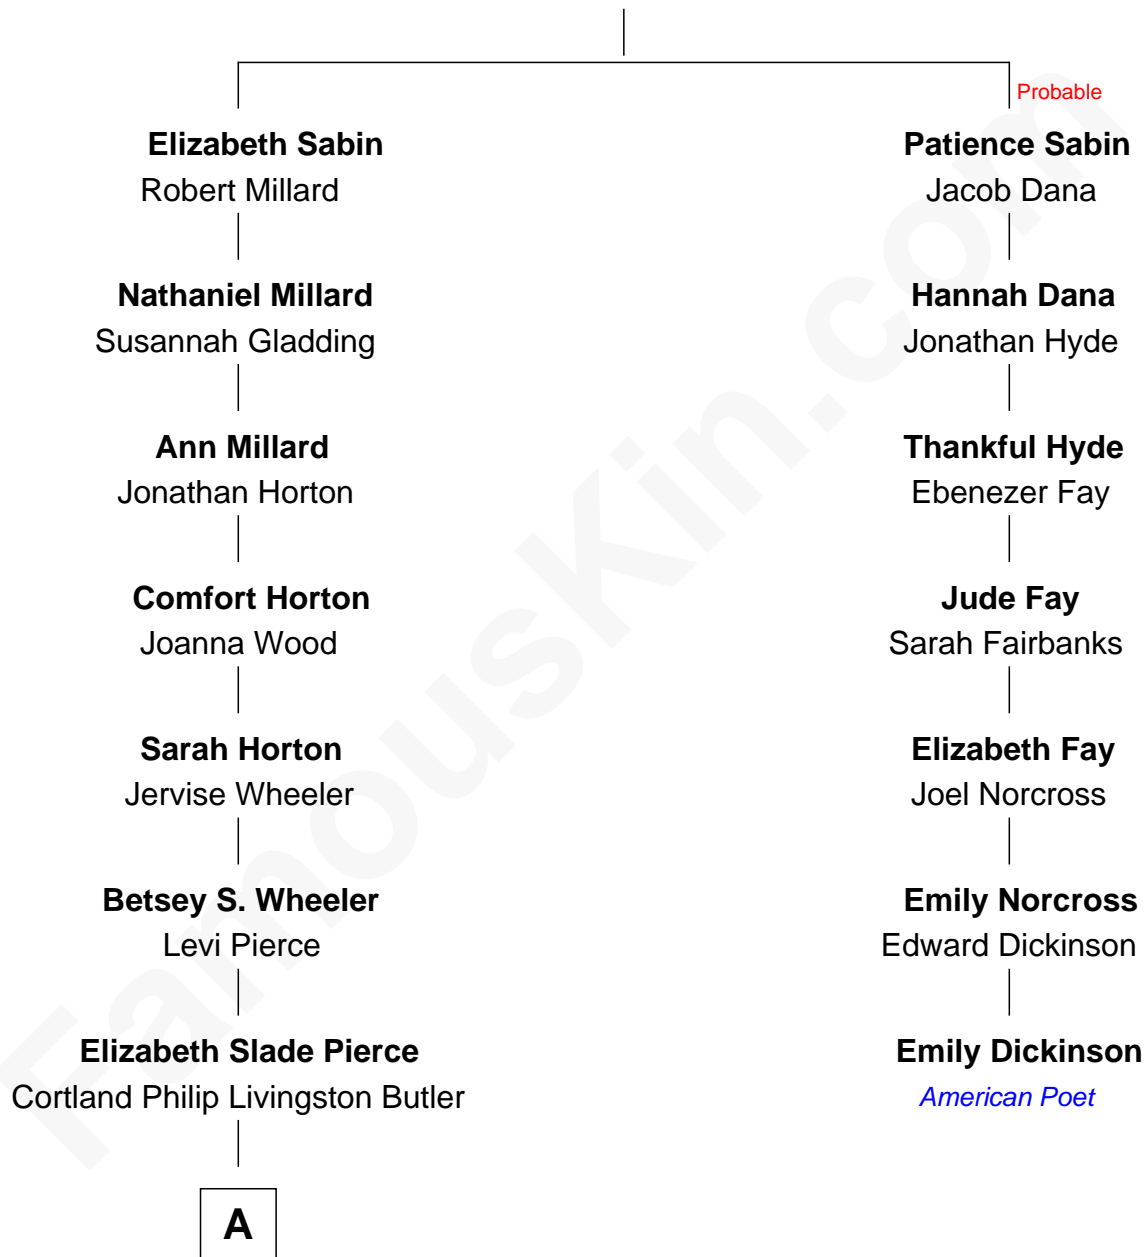 Probable
Elizabeth Sabin
Robert Millard
Patience Sabin
Jacob Dana
Nathaniel Millard
Susannah Gladding
Hannah Dana
Jonathan Hyde
Ann Millard
Jonathan Horton
Thankful Hyde
Ebenezer Fay
Comfort Horton
Joanna Wood
Jude Fay
Sarah Fairbanks
Sarah Horton
Jervise Wheeler
Elizabeth Fay
Joel Norcross
Betsey S. Wheeler
Levi Pierce
Emily Norcross
Edward Dickinson
Elizabeth Slade Pierce
Cortland Philip Livingston Butler
Emily Dickinson
American Poet
A
FamousKin.com